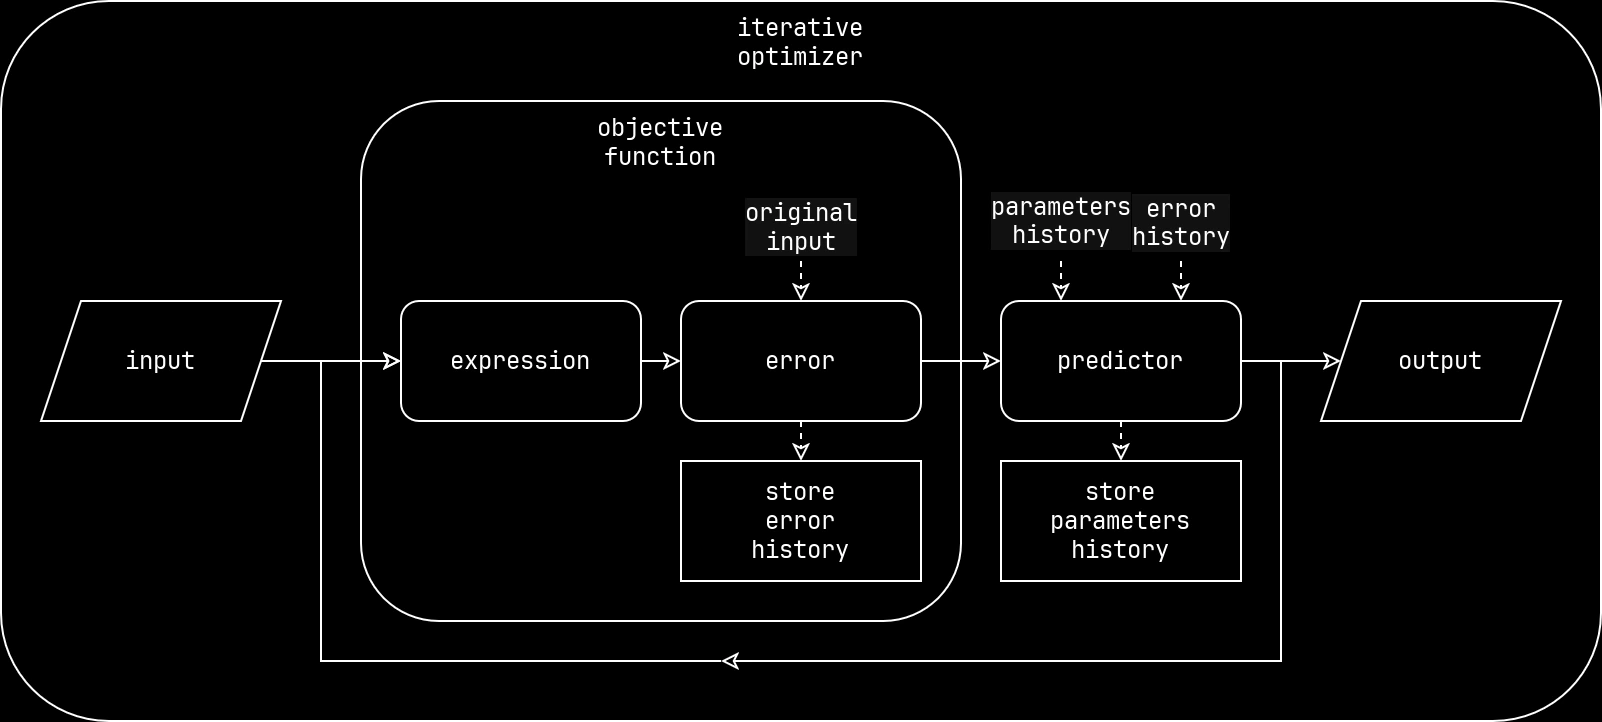 iterative
optimizer
objective
function
original
input
parameters
history
error
history
input
expression
error
predictor
output
store
error
history
store
parameters
history